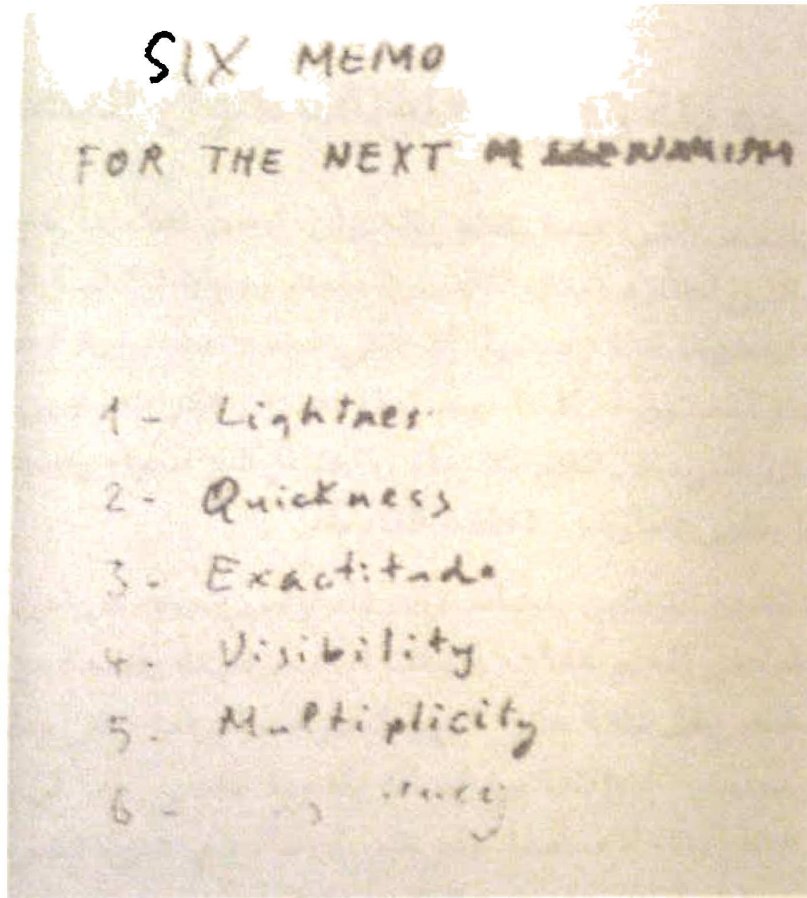 SIX MEMO
FOR THE NEXT
1 - Lightnes
2 - Quickness
3 - Exactitude
4 - Visibility
5 - Multiplicity
6 -